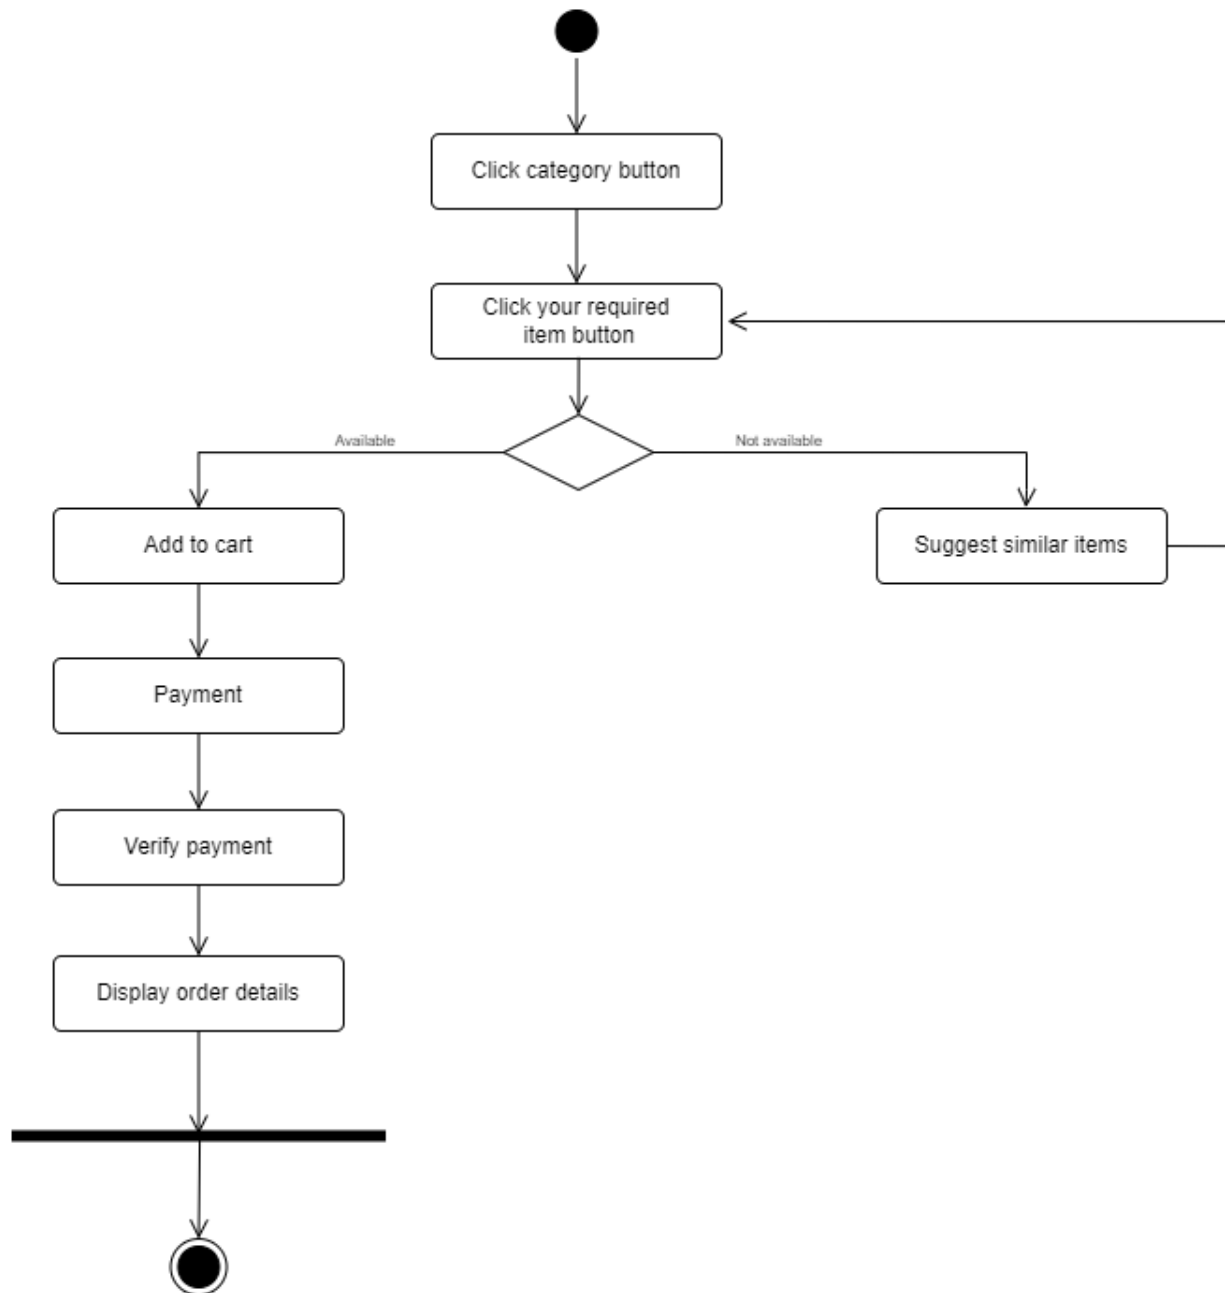 Click category button
Click your required
item button
Available
Not available
Add to cart
Suggest similar items
Payment
Verify payment
Display order details